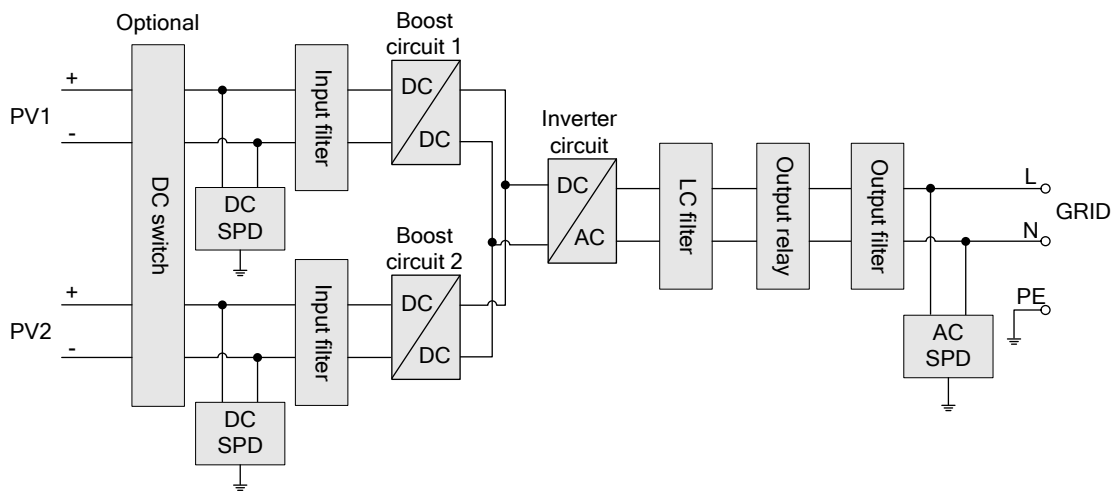 Optional
Boost
circuit 1
+
PV1
-
DC switch
DC
SPD
Input filter
DC
DC
Inverter
circuit
DC
AC
LC filter
Output relay
Output filter
L
GRID
N
PE
AC
SPD
Boost
circuit 2
+
PV2
-
Input filter
DC
DC
DC
SPD